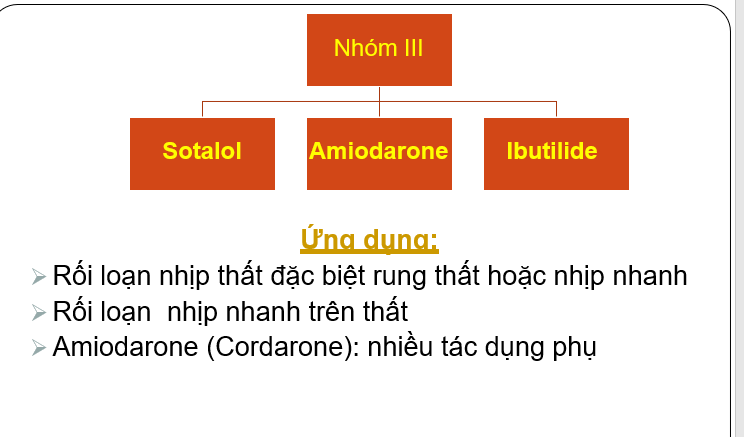 Nhóm III
Sotalol
Amiodarone
Ibutilide
Ứng dụng:
Rối loạn nhịp thất đặc biệt rung thất hoặc nhịp nhanh
Rối loạn  nhịp nhanh trên thất
Amiodarone (Cordarone): nhiều tác dụng phụ